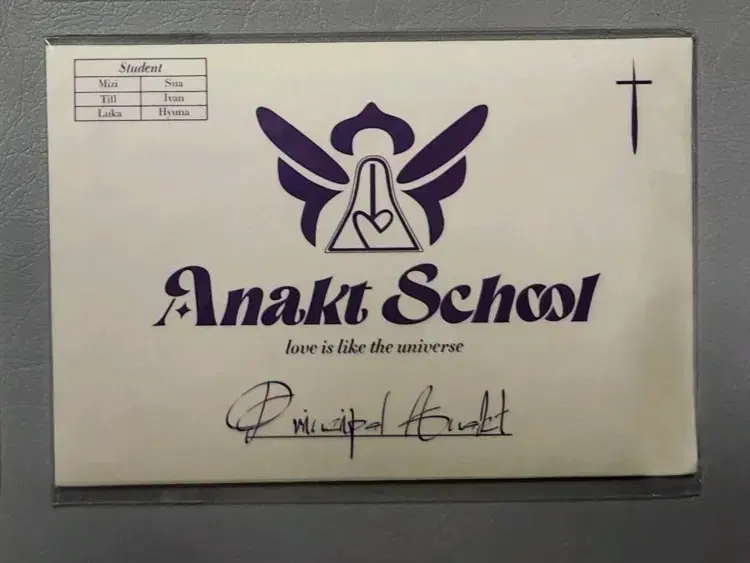 Student
Mizi Sua
Till Ivan
Luka Hyuna
Anakt School
love is like the universe
Principal Anakt